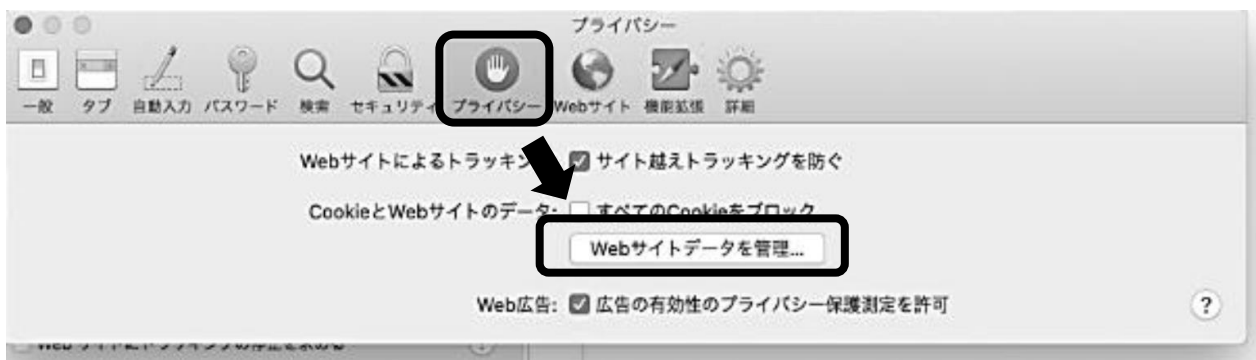 プライバシー
一般 タブ 自動入力 パスワード 検索 セキュリティ プライバシー Webサイト 機能拡張 詳細
Webサイトによるトラッキン サイト越えトラッキングを防ぐ
CookieとWebサイトのデータ: すべてのCookieをブロック
Webサイトデータを管理...
Web広告: 広告の有効性のプライバシー保護測定を許可 ?